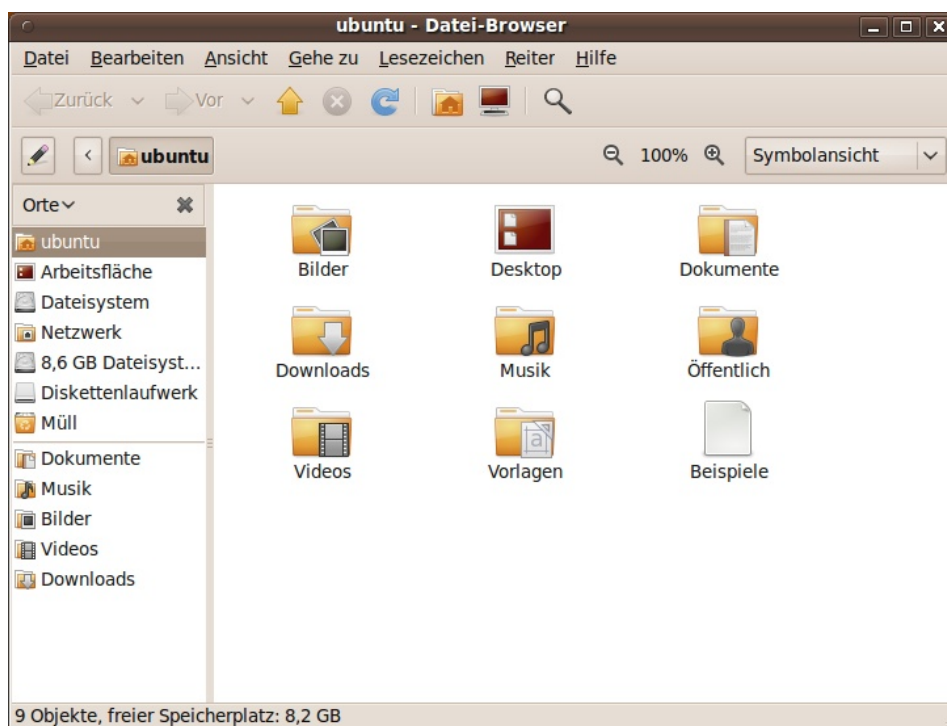 ubuntu - Datei-Browser
Datei Bearbeiten Ansicht Gehe zu Lesezeichen Reiter Hilfe
Zurück Vor
ubuntu 100% Symbolansicht
Orte
ubuntu
Arbeitsfläche
Dateisystem
Netzwerk
8,6 GB Dateisyst...
Diskettenlaufwerk
Müll
Dokumente
Musik
Bilder
Videos
Downloads
Bilder Desktop Dokumente
Downloads Musik Öffentlich
Videos Vorlagen Beispiele
9 Objekte, freier Speicherplatz: 8,2 GB